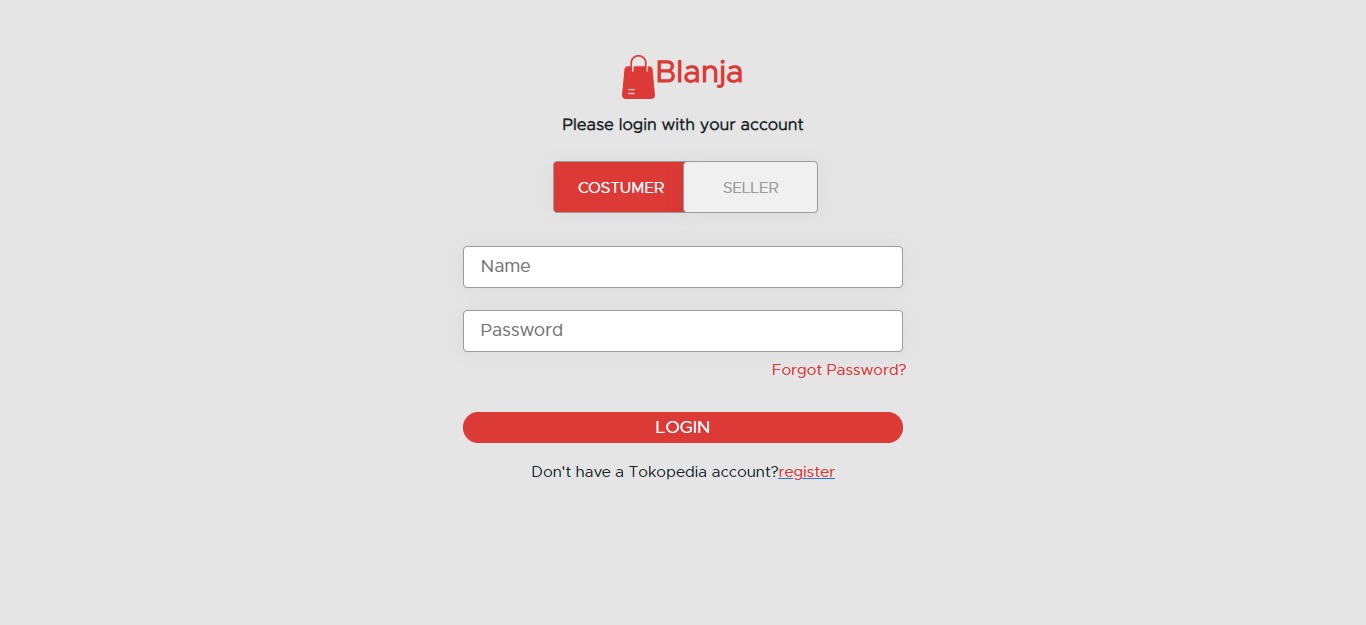 Blanja
Please login with your account
COSTUMER SELLER
Name
Password
Forgot Password?
LOGIN
Don't have a Tokopedia account?register